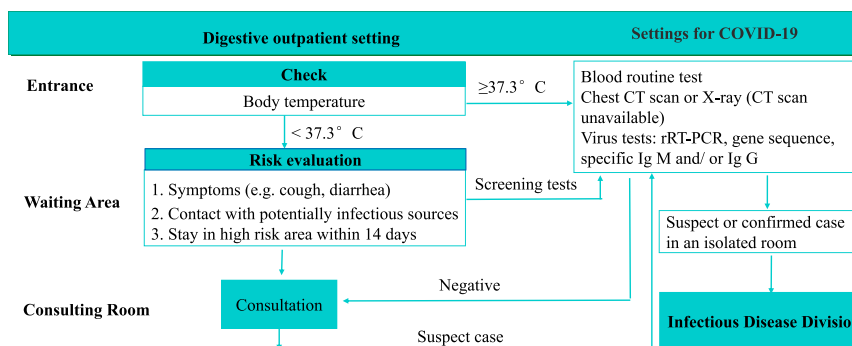 Digestive outpatient setting
Settings for COVID-19
Entrance
Check
Body temperature
≥37.3° C
< 37.3° C
Blood routine test
Chest CT scan or X-ray (CT scan
unavailable)
Virus tests: rRT-PCR, gene sequence,
specific Ig M and/ or Ig G
Waiting Area
Risk evaluation
1. Symptoms (e.g. cough, diarrhea)
2. Contact with potentially infectious sources
3. Stay in high risk area within 14 days
Screening tests
Suspect or confirmed case
in an isolated room
Consulting Room
Consultation
Negative
Infectious Disease Division
Suspect case